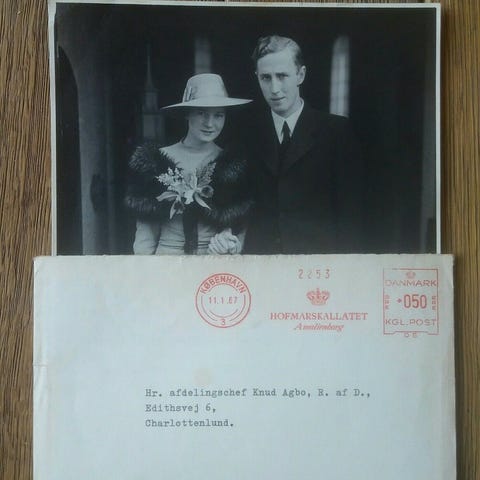 KØBENHAVN
11.1.67
3
2253
HOFMARSKALLATET
Amalienborg
DANMARK
050
KGL. POST
Hr. afdelingschef Knud Agbo, R. af D.,
Edithsvej 6,
Charlottenlund.